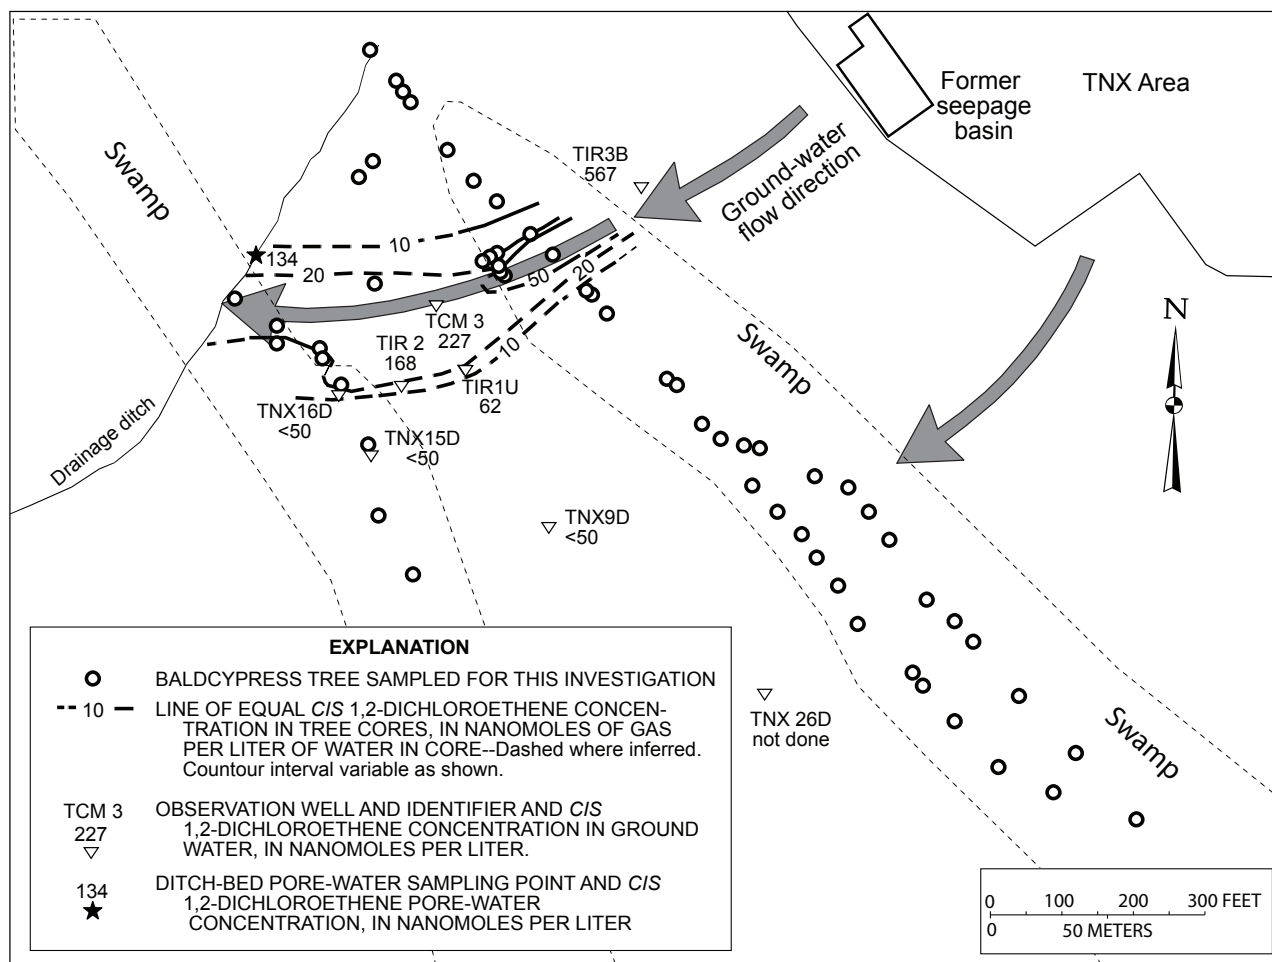 Former
seepage
basin
TNX Area
Ground-water
flow direction
Swamp
TIR3B
567
10
134
20
50
20
TCM 3
227
TIR 2
168
10
TIR1U
62
Swamp
N
TNX16D
<50
TNX15D
<50
Drainage ditch
TNX9D
<50
TNX 26D
not done
Swamp
EXPLANATION
BALDCYPRESS TREE SAMPLED FOR THIS INVESTIGATION
10 LINE OF EQUAL CIS 1,2-DICHLOROETHENE CONCEN-
TRATION IN TREE CORES, IN NANOMOLES OF GAS
PER LITER OF WATER IN CORE--Dashed where inferred.
Countour interval variable as shown.
TCM 3
227
OBSERVATION WELL AND IDENTIFIER AND CIS
1,2-DICHLOROETHENE CONCENTRATION IN GROUND
WATER, IN NANOMOLES PER LITER.
134
DITCH-BED PORE-WATER SAMPLING POINT AND CIS
1,2-DICHLOROETHENE PORE-WATER
CONCENTRATION, IN NANOMOLES PER LITER
0 100 200 300 FEET
0 50 METERS